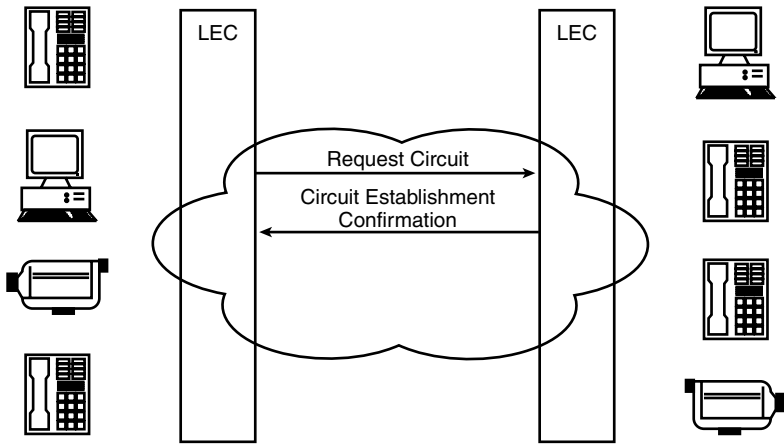 LEC
LEC
Request Circuit
Circuit Establishment
Confirmation